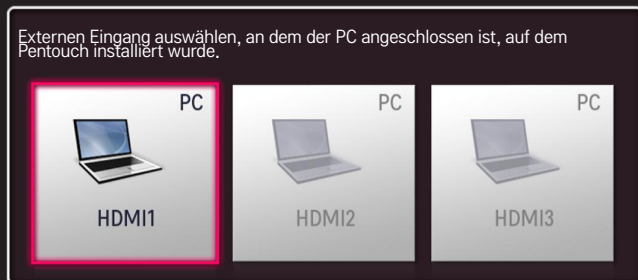 Externen Eingang auswählen, an dem der PC angeschlossen ist, auf dem
Pentouch installiert wurde.
PC
HDMI1
PC
HDMI2
PC
HDMI3